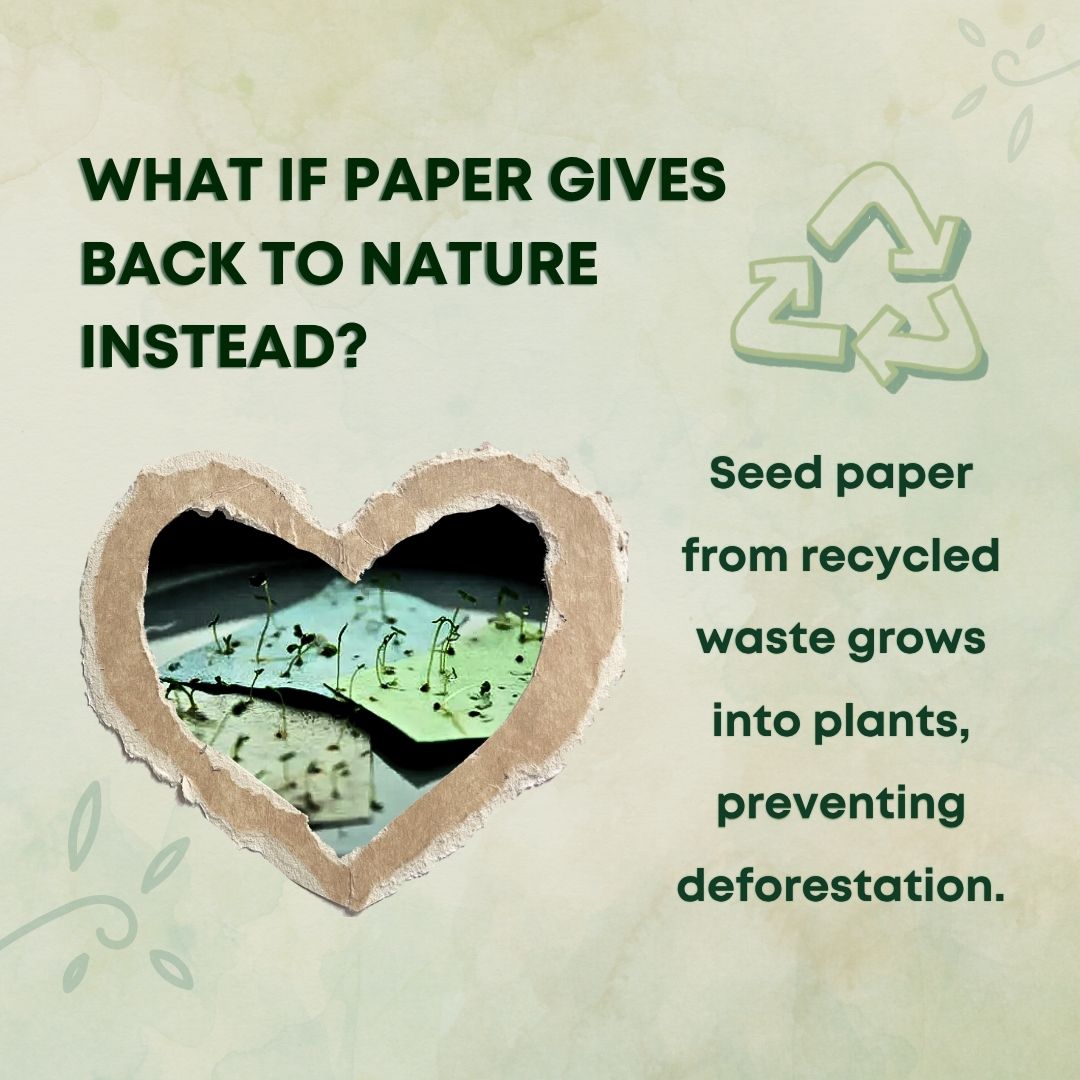 WHAT IF PAPER GIVES
BACK TO NATURE
INSTEAD?
Seed paper
from recycled
waste grows
into plants,
preventing
deforestation.